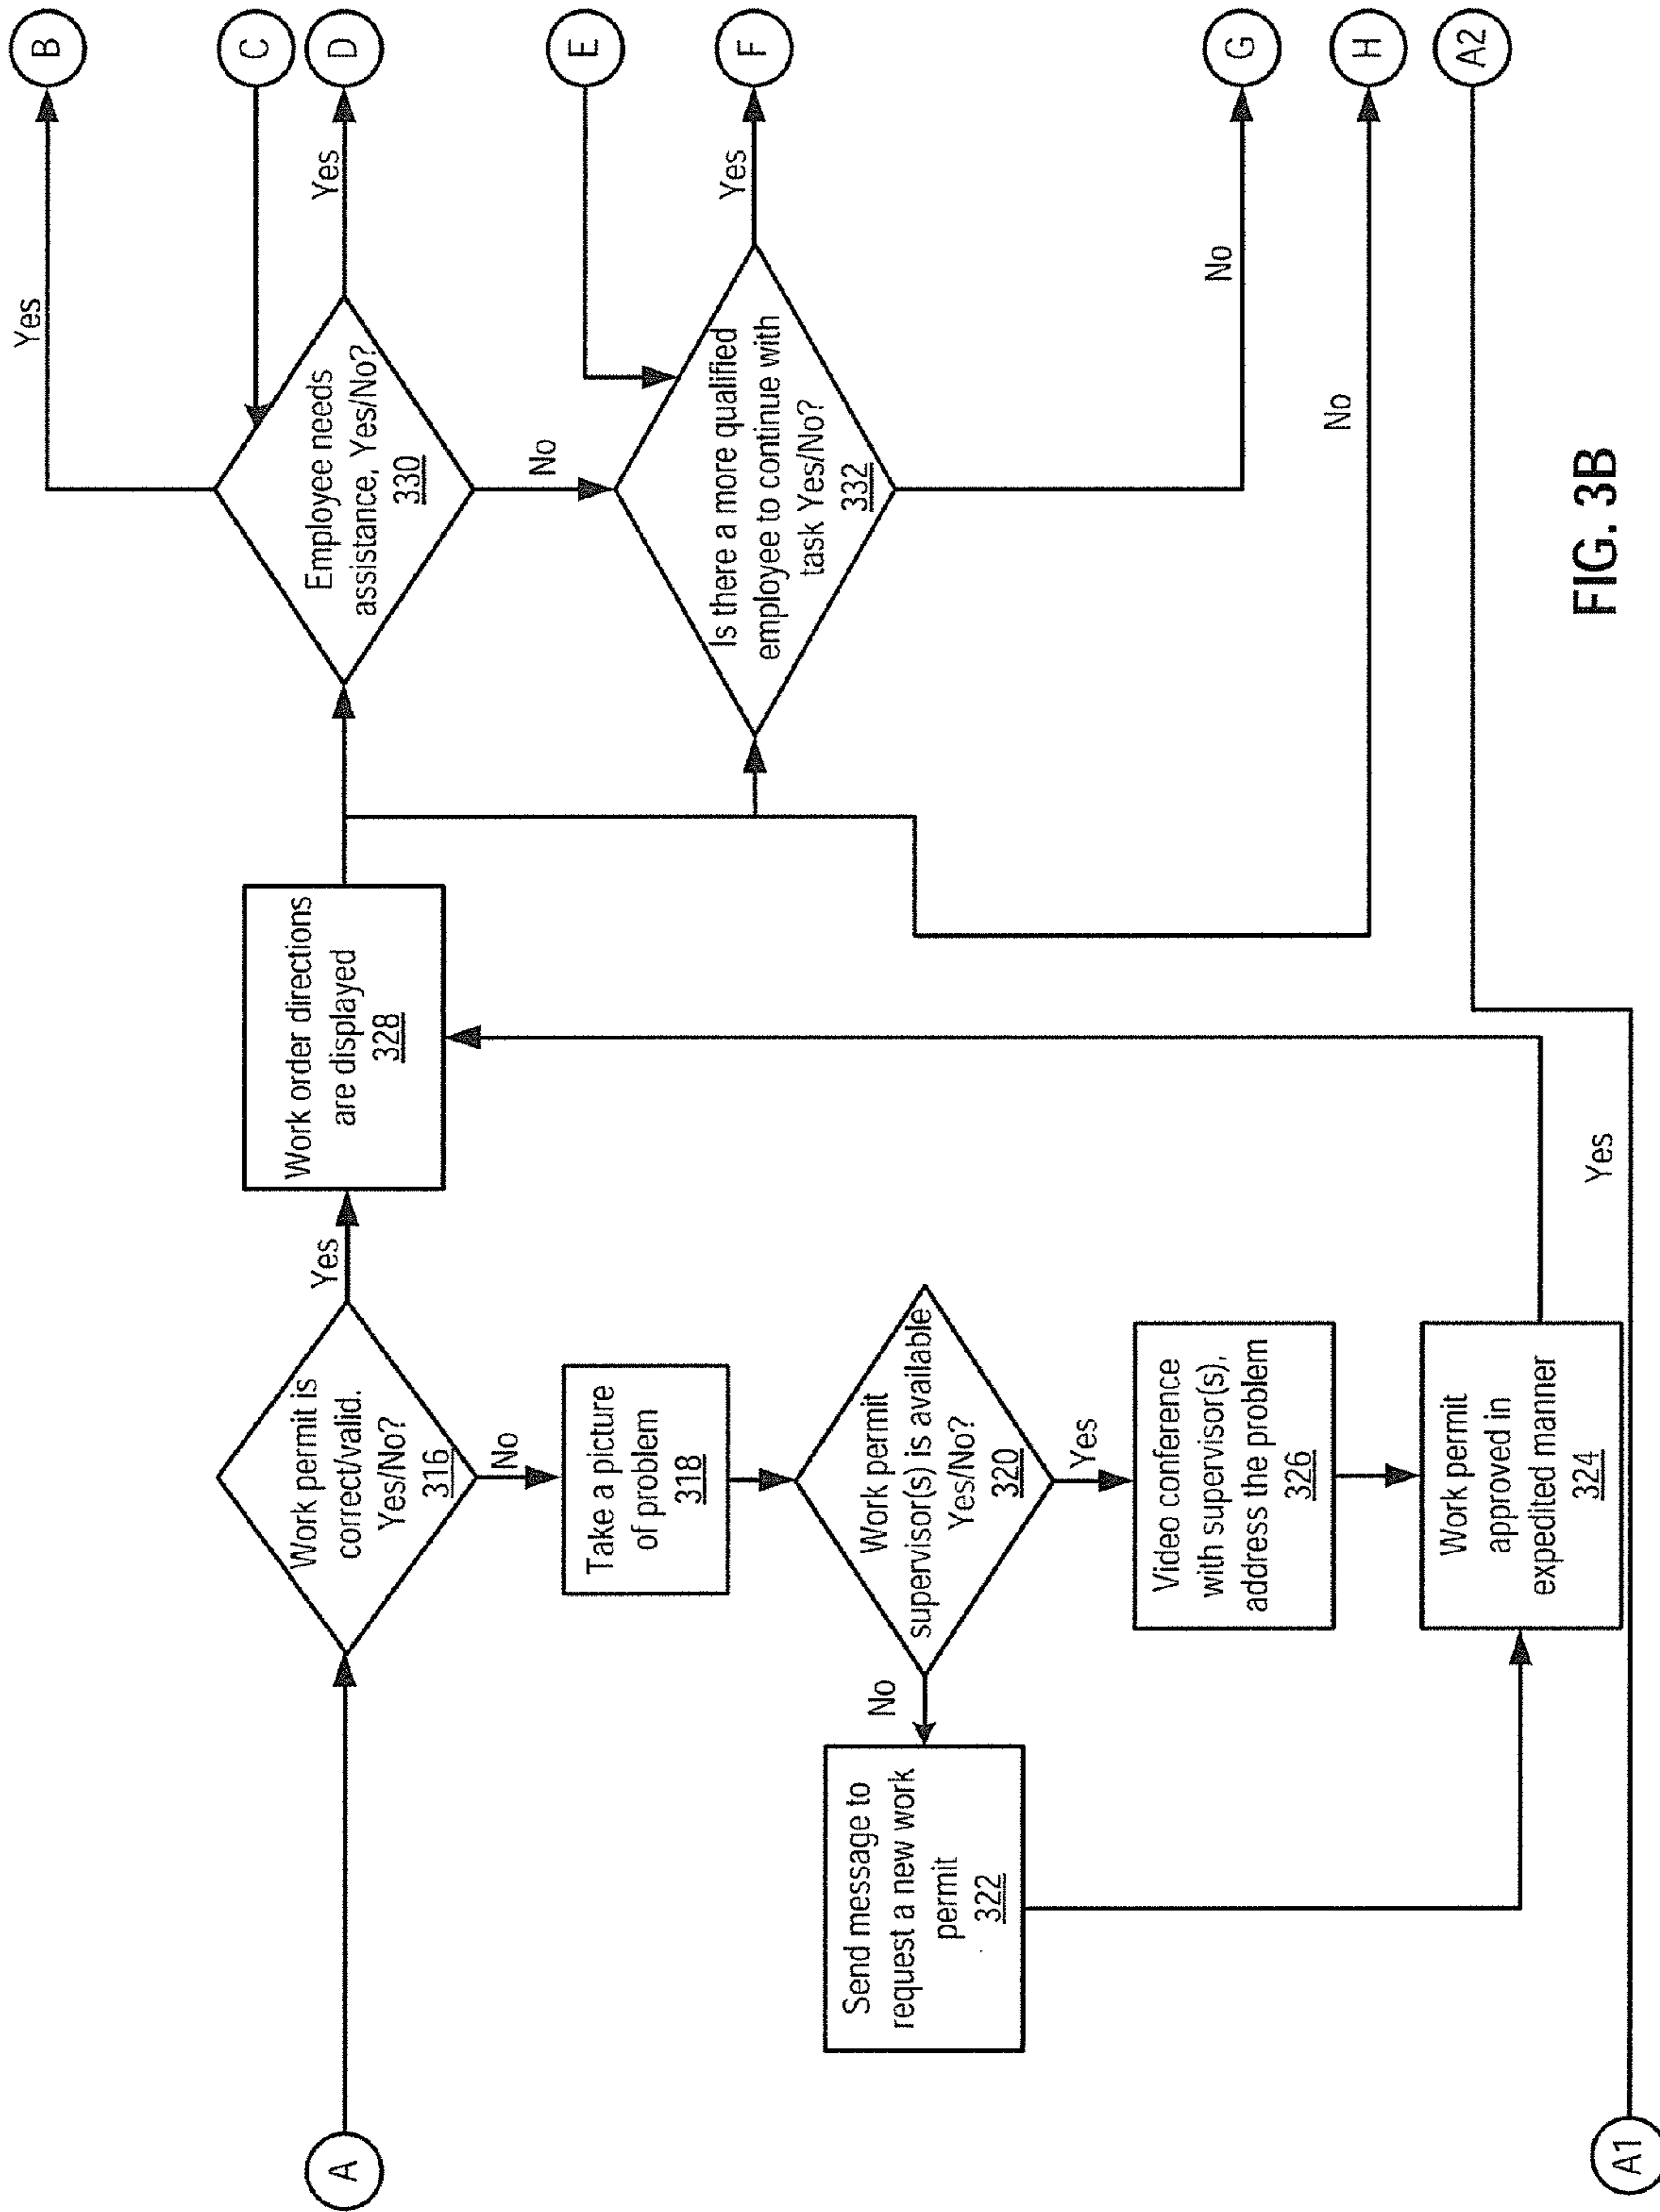 A
Work permit is
correct/valid.
Yes/No?
316
Yes
No
Take a picture
of problem
318
Work permit
supervisor(s) is available
Yes/No?
320
No
Yes
Send message to
request a new work
permit
322
Video conference
with supervisor(s),
address the problem
326
Work permit
approved in
expedited manner
324
Work order directions
are displayed
328
Employee needs
assistance, Yes/No?
330
Yes
Yes
No
Is there a more qualified
employee to continue with
task Yes/No?
332
Yes
No
No
B
C
D
E
F
G
H
A2
A1
Yes
FIG. 3B